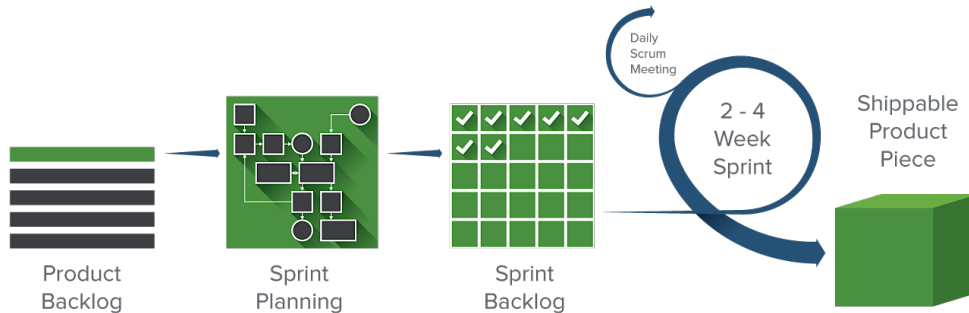 Product
Backlog
Sprint
Planning
Sprint
Backlog
Daily
Scrum
Meeting
2 - 4
Week
Sprint
Shippable
Product
Piece